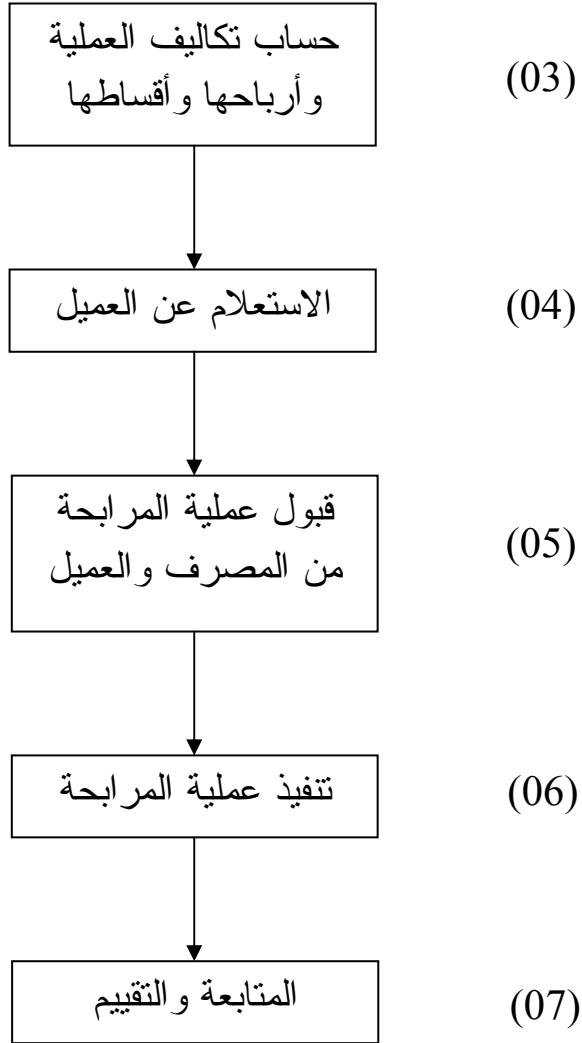 حساب تكاليف العملية
وأرباحها وأقساطها
(03)
الاستعلام عن العميل
(04)
قبول عملية المرابحة
من المصرف والعميل
(05)
تنفيذ عملية المرابحة
(06)
المتابعة والتقييم
(07)